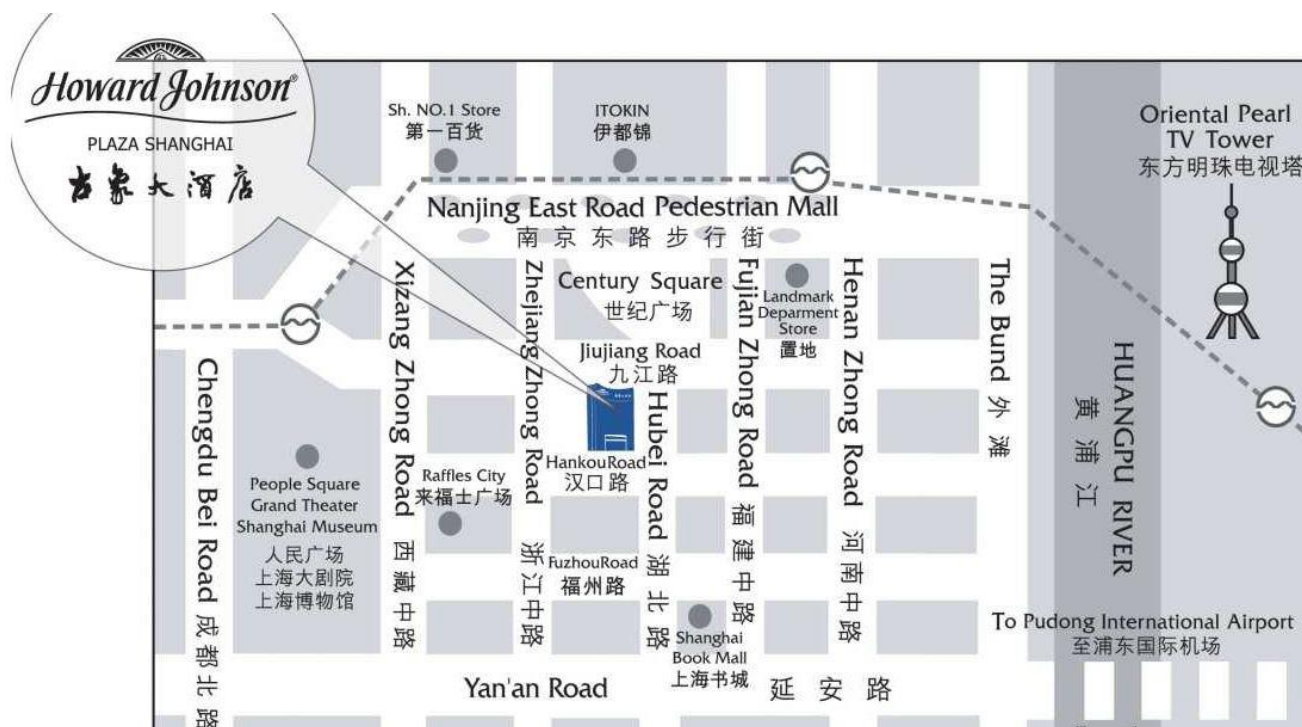 Howard Johnson®
PLAZA SHANGHAI
古象大酒店
Sh. NO.1 Store
第一百货
ITOKIN
伊都锦
Oriental Pearl
TV Tower
东方明珠电视塔
Nanjing East Road Pedestrian Mall
南京东路步行街
Century Square
世纪广场
Landmark
Deparment
Store
置地
Jiujiang Road
九江路
HankouRoad
汉口路
FuzhouRoad
福州路
Raffles City
来福士广场
People Square
Grand Theater
Shanghai Museum
人民广场
上海大剧院
上海博物馆
Shanghai
Book Mall
上海书城
Chengdu Bei Road 成都北路
Xizang Zhong Road 西藏中路
Zhejiang Zhong Road 浙江中路
Hubei Road 湖北路
Fujian Zhong Road 福建中路
Henan Zhong Road 河南中路
The Bund 外滩
HUANGPU RIVER
黄浦江
To Pudong International Airport
至浦东国际机场
Yan'an Road 延安路